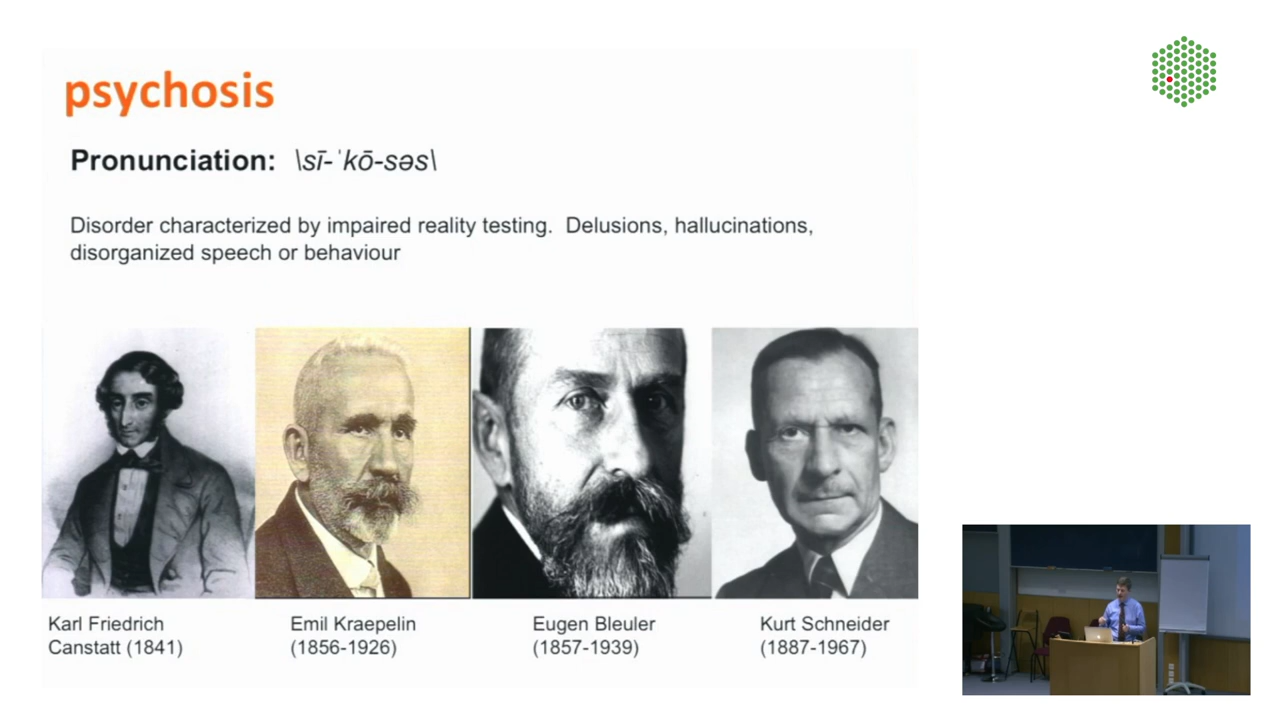 psychosis
Pronunciation: \sī-ˈkō-səs\
Disorder characterized by impaired reality testing.  Delusions, hallucinations,
disorganized speech or behaviour
Karl Friedrich
Canstatt (1841)
Emil Kraepelin
(1856-1926)
Eugen Bleuler
(1857-1939)
Kurt Schneider
(1887-1967)